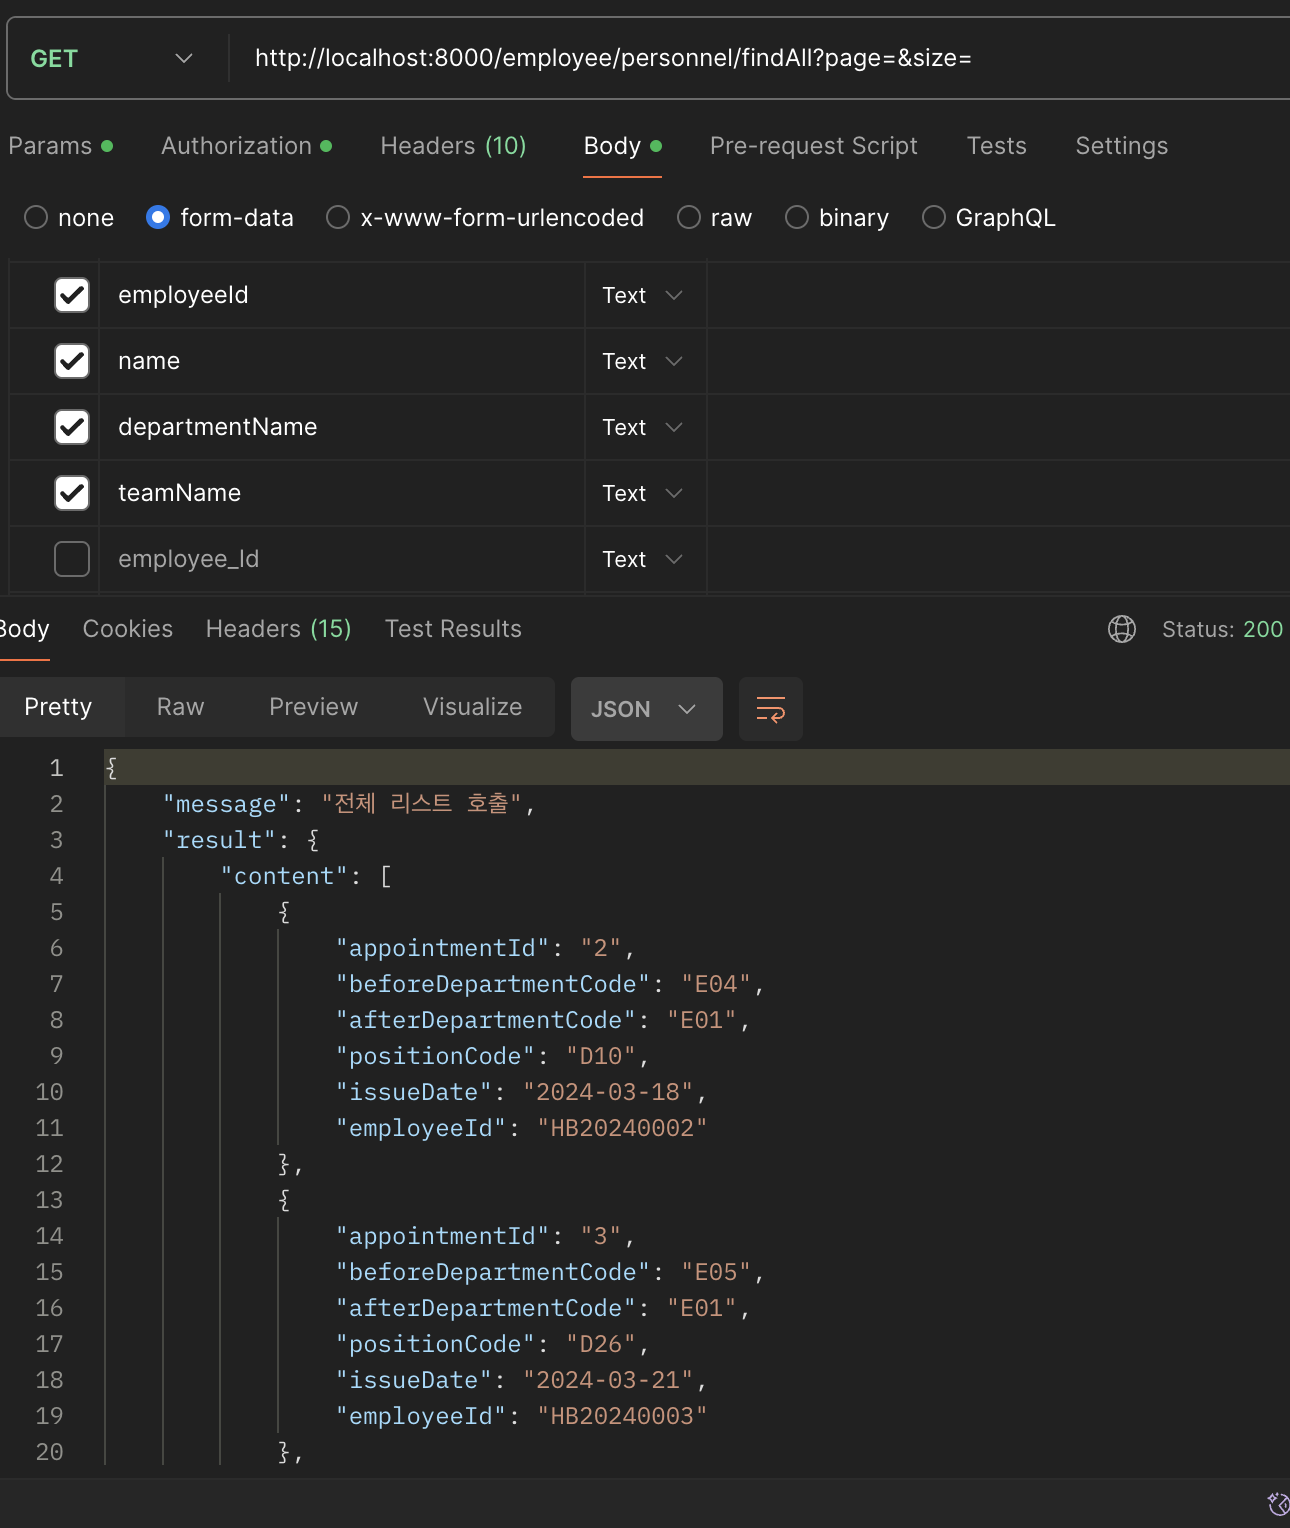 GET http://localhost:8000/employee/personnel/findAll?page=&size=
Params Authorization Headers (10) Body Pre-request Script Tests Settings
none form-data x-www-form-urlencoded raw binary GraphQL
employeeId Text
name Text
departmentName Text
teamName Text
employee_Id Text
Body Cookies Headers (15) Test Results Status: 200
Pretty Raw Preview Visualize JSON
1 {
2 "message": "전체 리스트 호출",
3 "result": {
4 "content": [
5 {
6 "appointmentId": "2",
7 "beforeDepartmentCode": "E04",
8 "afterDepartmentCode": "E01",
9 "positionCode": "D10",
10 "issueDate": "2024-03-18",
11 "employeeId": "HB20240002"
12 },
13 {
14 "appointmentId": "3",
15 "beforeDepartmentCode": "E05",
16 "afterDepartmentCode": "E01",
17 "positionCode": "D26",
18 "issueDate": "2024-03-21",
19 "employeeId": "HB20240003"
20 },